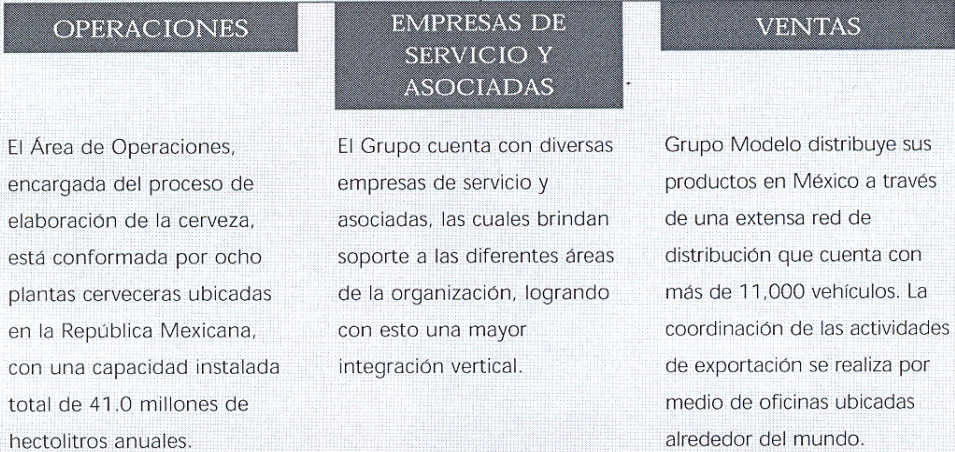 OPERACIONES
El Área de Operaciones,
encargada del proceso de
elaboración de la cerveza,
está conformada por ocho
plantas cerveceras ubicadas
en la República Mexicana,
con una capacidad instalada
total de 41.0 millones de
hectolitros anuales.
EMPRESAS DE
SERVICIO Y
ASOCIADAS
El Grupo cuenta con diversas
empresas de servicio y
asociadas, las cuales brindan
soporte a las diferentes áreas
de la organización, logrando
con esto una mayor
integración vertical.
VENTAS
Grupo Modelo distribuye sus
productos en México a través
de una extensa red de
distribución que cuenta con
más de 11,000 vehículos. La
coordinación de las actividades
de exportación se realiza por
medio de oficinas ubicadas
alrededor del mundo.